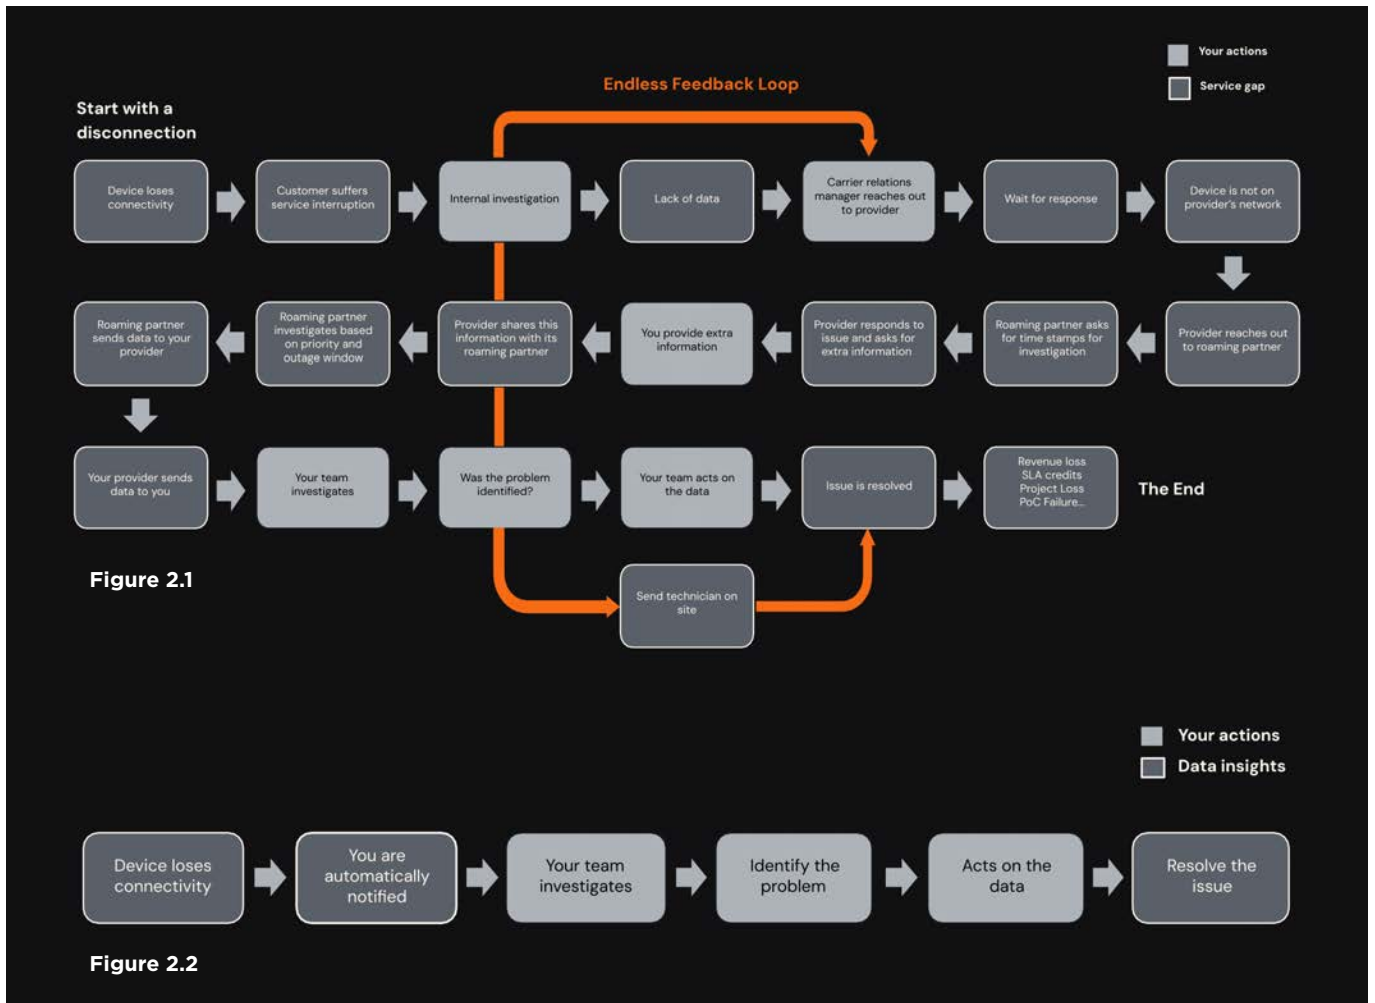 Your actions
Service gap
Endless Feedback Loop
Start with a
disconnection
Device loses
connectivity
Customer suffers
service interruption
Internal investigation
Lack of data
Carrier relations
manager reaches out
to provider
Wait for response
Device is not on
provider's network
Roaming partner
sends data to your
provider
Roaming partner
investigates based
on priority and
outage window
Provider shares this
information with its
roaming partner
You provide extra
information
Provider responds to
issue and asks for
extra information
Roaming partner asks
for time stamps for
investigation
Provider reaches out
to roaming partner
Your provider sends
data to you
Your team
investigates
Was the problem
identified?
Your team acts on
the data
Issue is resolved
Revenue loss
SLA credits
Project Loss
PoC Failure...
The End
Figure 2.1
Send technician on
site
Your actions
Data insights
Device loses
connectivity
You are
automatically
notified
Your team
investigates
Identify the
problem
Acts on the
data
Resolve the
issue
Figure 2.2